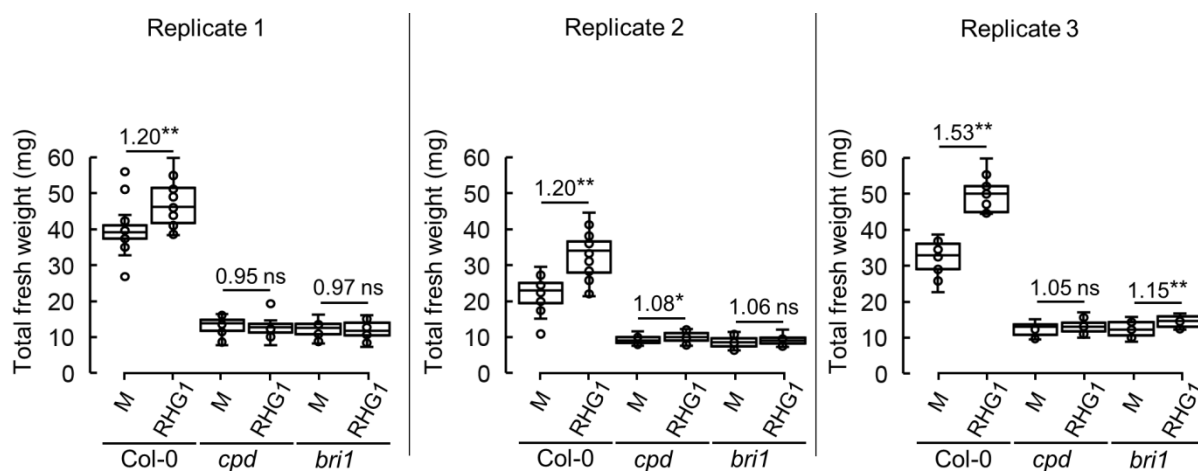 Replicate 1
Total fresh weight (mg)
60
50
40
30
20
10
0
1.20**
0.95 ns
0.97 ns
M
RHG1
M
RHG1
M
RHG1
Col-0
cpd
bri1
Replicate 2
Total fresh weight (mg)
60
50
40
30
20
10
0
1.20**
1.08*
1.06 ns
M
RHG1
M
RHG1
M
RHG1
Col-0
cpd
bri1
Replicate 3
Total fresh weight (mg)
60
50
40
30
20
10
0
1.53**
1.05 ns
1.15**
M
RHG1
M
RHG1
M
RHG1
Col-0
cpd
bri1